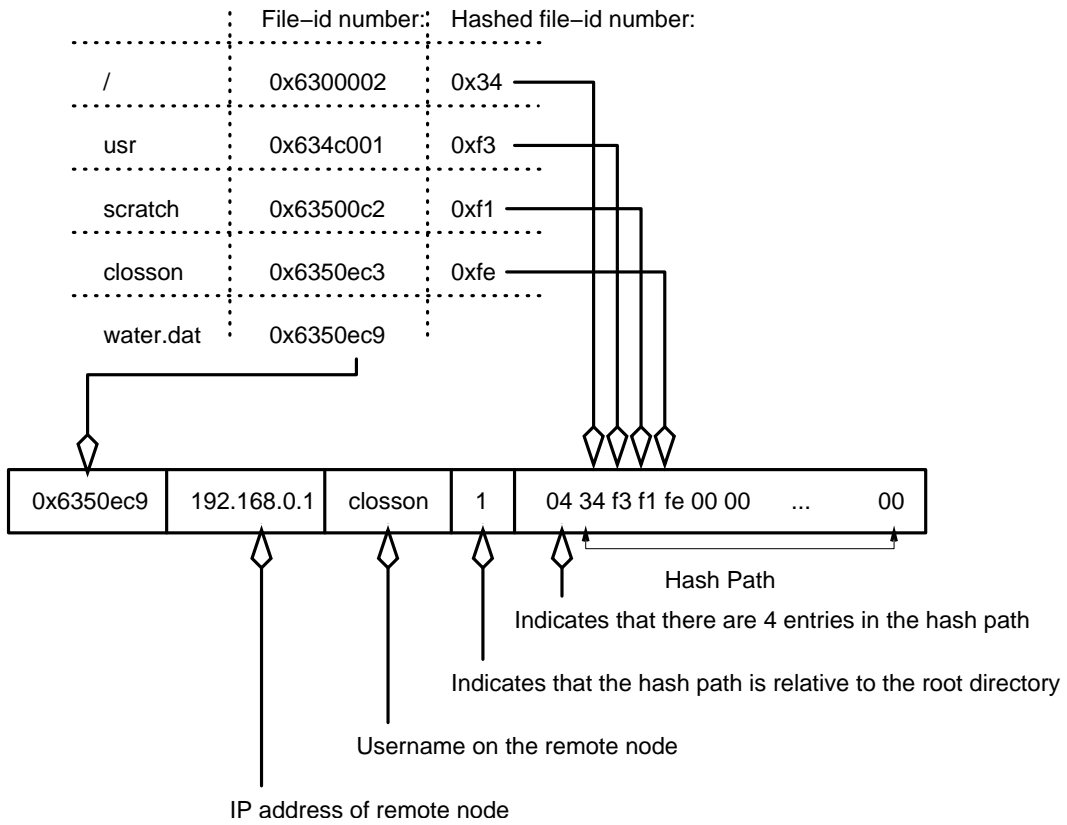 File−id number: Hashed file−id number:
/ 0x6300002 0x34
usr 0x634c001 0xf3
scratch 0x63500c2 0xf1
closson 0x6350ec3 0xfe
water.dat 0x6350ec9
0x6350ec9 192.168.0.1 closson 1 04 34 f3 f1 fe 00 00 ... 00
Hash Path
Indicates that there are 4 entries in the hash path
Indicates that the hash path is relative to the root directory
Username on the remote node
IP address of remote node